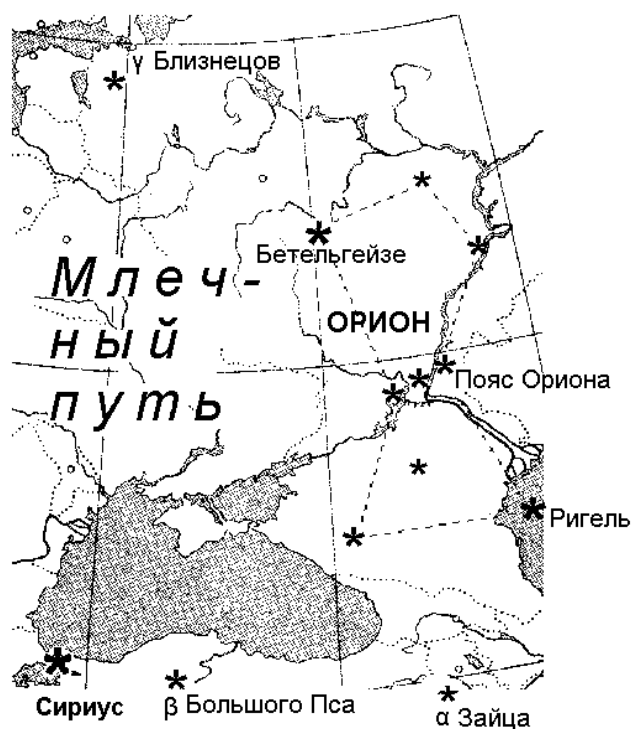 γ Близнецов
Бетельгейзе
Млеч-
ный
путь
ОРИОН
Пояс Ориона
Ригель
Сириус
β Большого Пса
α Зайца